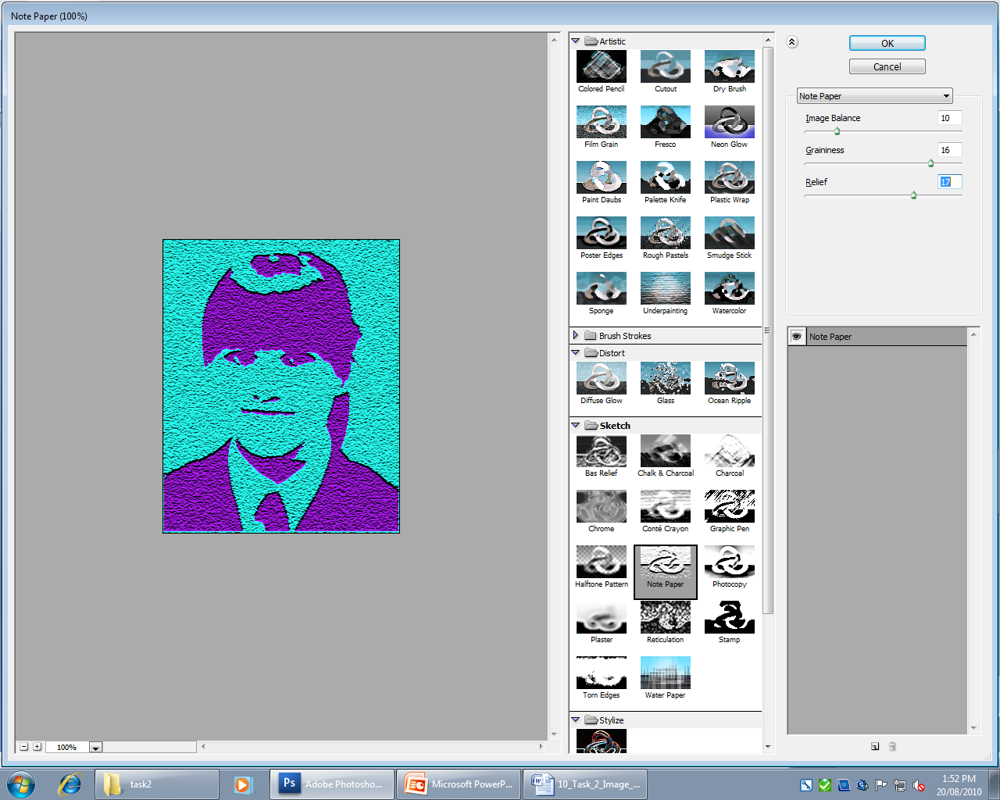 Note Paper (100%)
Artistic
Colored Pencil
Cutout
Dry Brush
Film Grain
Fresco
Neon Glow
Paint Daubs
Palette Knife
Plastic Wrap
Poster Edges
Rough Pastels
Smudge Stick
Sponge
Underpainting
Watercolor
Brush Strokes
Distort
Diffuse Glow
Glass
Ocean Ripple
Sketch
Bas Relief
Chalk & Charcoal
Charcoal
Chrome
Conté Crayon
Graphic Pen
Halftone Pattern
Note Paper
Photocopy
Plaster
Reticulation
Stamp
Torn Edges
Water Paper
Stylize
OK
Cancel
Note Paper
Image Balance 10
Graininess 16
Relief 17
Note Paper
100%
task2
Ps Adobe Photosho...
Microsoft PowerP...
10_Task_2_Image_...
1:52 PM
20/08/2010